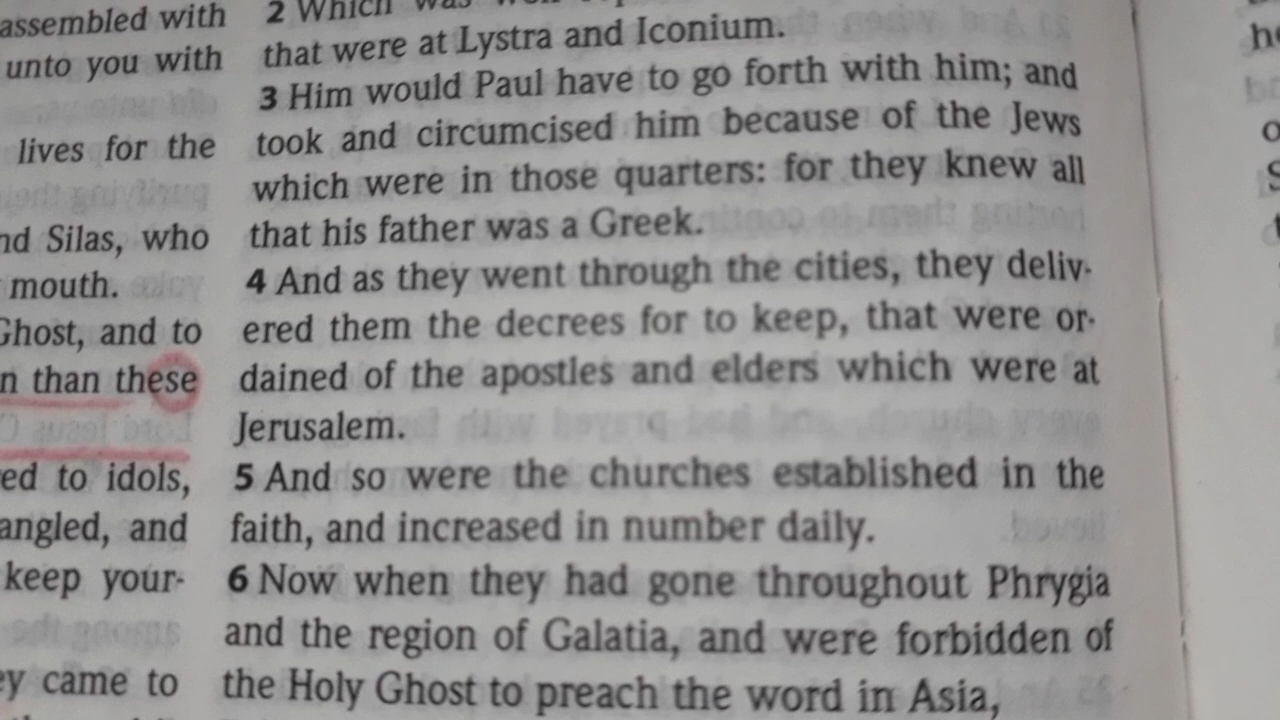 assembled with
unto you with
lives for the
nd Silas, who
mouth.
Ghost, and to
n than these
ed to idols,
angled, and
keep your-
ey came to
2 Which was
that were at Lystra and Iconium.
3 Him would Paul have to go forth with him; and
took and circumcised him because of the Jews
which were in those quarters: for they knew all
that his father was a Greek.
4 And as they went through the cities, they deliv-
ered them the decrees for to keep, that were or-
dained of the apostles and elders which were at
Jerusalem.
5 And so were the churches established in the
faith, and increased in number daily.
6 Now when they had gone throughout Phrygia
and the region of Galatia, and were forbidden of
the Holy Ghost to preach the word in Asia,